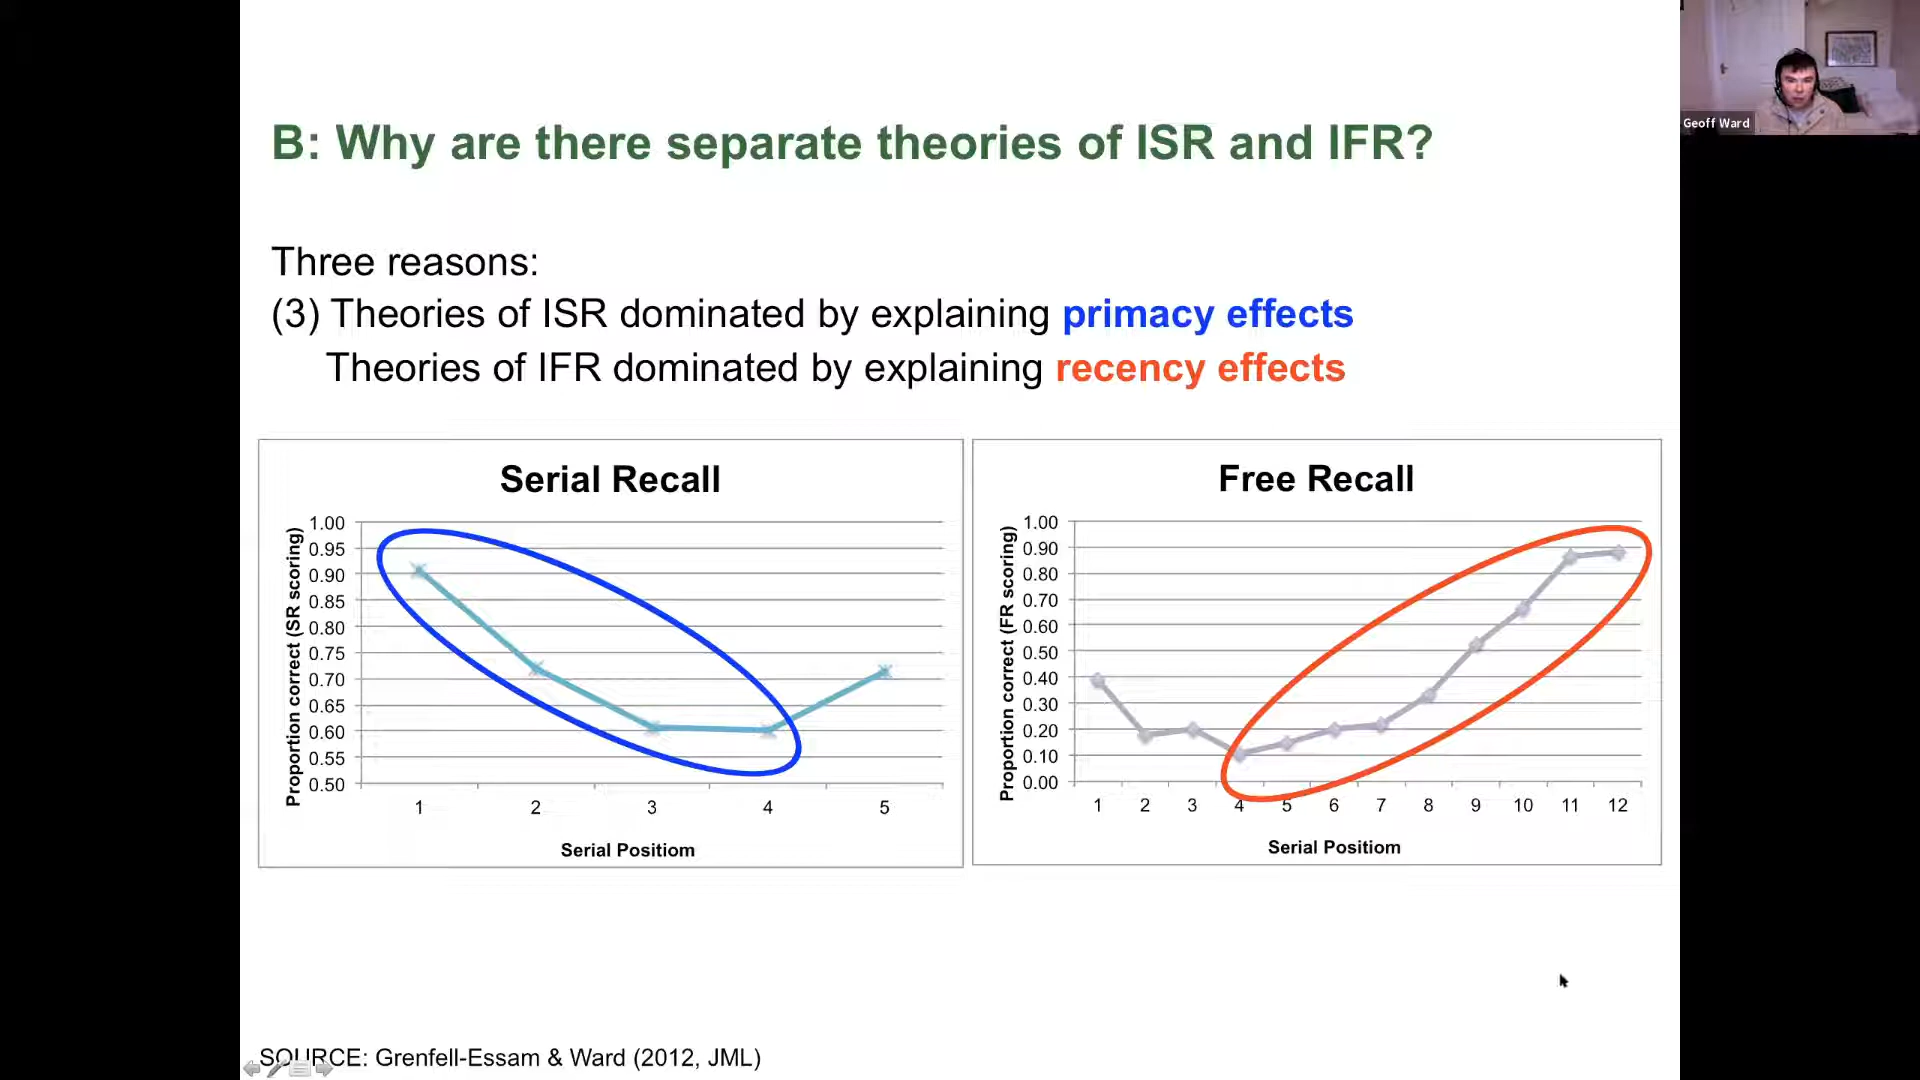 B: Why are there separate theories of ISR and IFR?
Geoff Ward
Three reasons:
(3) Theories of ISR dominated by explaining primacy effects
Theories of IFR dominated by explaining recency effects
Serial Recall
Proportion correct (SR scoring)
1.00
0.95
0.90
0.85
0.80
0.75
0.70
0.65
0.60
0.55
0.50
1 2 3 4 5
Serial Positiom
Free Recall
Proportion correct (FR scoring)
1.00
0.90
0.80
0.70
0.60
0.50
0.40
0.30
0.20
0.10
0.00
1 2 3 4 5 6 7 8 9 10 11 12
Serial Positiom
SOURCE: Grenfell-Essam & Ward (2012, JML)